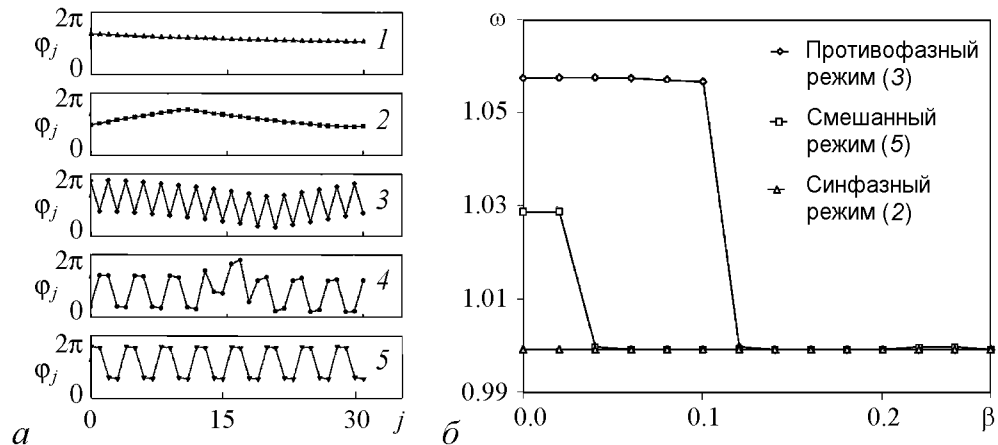 2π
φj
0
1
2π
φj
0
2
2π
φj
0
3
2π
φj
0
4
2π
φj
0
5
0
15
30
j
а
ω
1.05
1.03
1.01
0.99
0.0
0.1
0.2
β
Противофазный
режим (3)
Смешанный
режим (5)
Синфазный
режим (2)
б